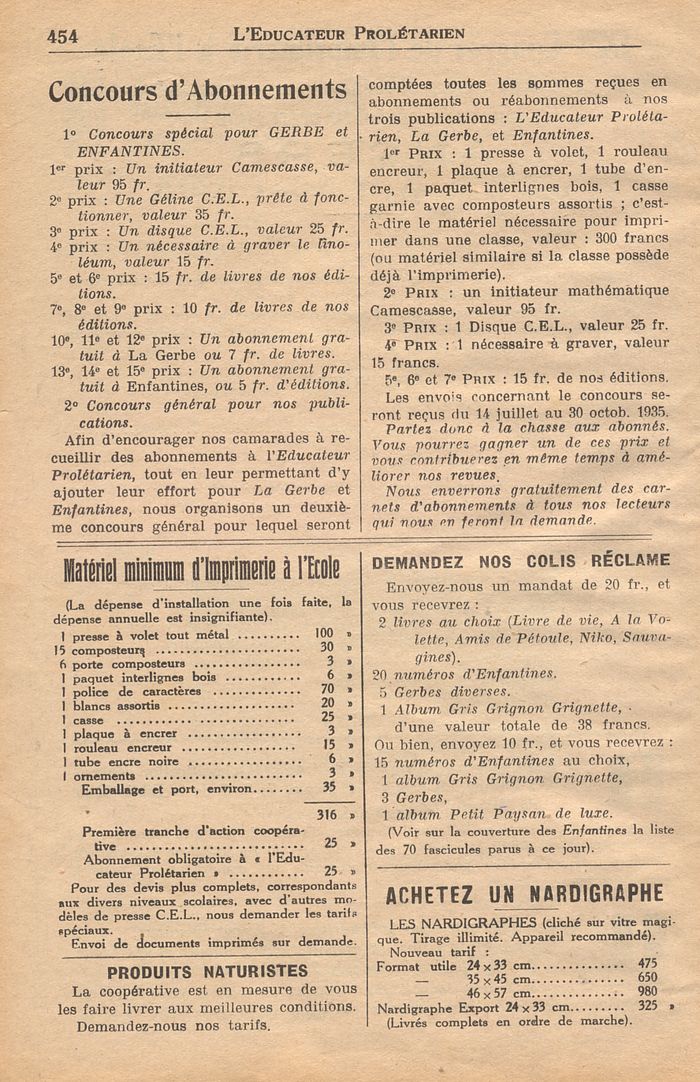 454
L'EDUCATEUR PROLÉTARIEN
Concours d'Abonnements
1° Concours spécial pour GERBE et
ENFANTINES.
1er prix : Un initiateur Camescasse, va-
leur 95 fr.
2e prix : Une Géline C.E.L., prête à fonc-
tionner, valeur 35 fr.
3e prix : Un disque C.E.L., valeur 25 fr.
4e prix : Un nécessaire à graver le lino-
léum, valeur 15 fr.
5e et 6e prix : 15 fr. de livres de nos édi-
tions.
7e, 8e et 9e prix : 10 fr. de livres de nos
éditions.
10e, 11e et 12e prix : Un abonnement gra-
tuit à La Gerbe ou 7 fr. de livres.
13e, 14e et 15e prix : Un abonnement gra-
tuit à Enfantines, ou 5 fr. d'éditions.
2° Concours général pour nos publi-
cations.
Afin d'encourager nos camarades à re-
cueillir des abonnements à l'Educateur
Prolétarien, tout en leur permettant d'y
ajouter leur effort pour La Gerbe et
Enfantines, nous organisons un deuxiè-
me concours général pour lequel seront
comptées toutes les sommes reçues en
abonnements ou réabonnements à nos
trois publications : L'Educateur Proléta-
rien, La Gerbe, et Enfantines.
1er PRIX : 1 presse à volet, 1 rouleau
encreur, 1 plaque à encrer, 1 tube d'en-
cre, 1 paquet interlignes bois, 1 casse
garnie avec composteurs assortis ; c'est-
à-dire le matériel nécessaire pour impri-
mer dans une classe, valeur : 300 francs
(ou matériel similaire si la classe possède
déjà l'imprimerie).
2e PRIX : un initiateur mathématique
Camescasse, valeur 95 fr.
3e PRIX : 1 Disque C.E.L., valeur 25 fr.
4e PRIX : 1 nécessaire à graver, valeur
15 francs.
5e, 6e et 7e PRIX : 15 fr. de nos éditions.
Les envois concernant le concours se-
ront reçus du 14 juillet au 30 octob. 1935.
Partez donc à la chasse aux abonnés.
Vous pourrez gagner un de ces prix et
vous contribuerez en même temps à amé-
liorer nos revues.
Nous enverrons gratuitement des car-
nets d'abonnements à tous nos lecteurs
qui nous en feront la demande.
Matériel minimum d'Imprimerie à l'Ecole
(La dépense d'installation une fois faite, la
dépense annuelle est insignifiante).
1 presse à volet tout métal .......... 100 »
15 composteurs ................ 30 »
6 porte composteurs ................ 3 »
1 paquet interlignes bois ............ 6 »
1 police de caractères .............. 70 »
1 blancs assortis .................. 20 »
1 casse .......................... 25 »
1 plaque à encrer .................. 3 »
1 rouleau encreur .................. 15 »
1 tube encre noire .................. 6 »
1 ornements ...................... 3 »
Emballage et port, environ........ 35 »
316 »
Première tranche d'action coopéra-
tive ........................ 25 »
Abonnement obligatoire à « l'Edu-
cateur Prolétarien » ............ 25 »
Pour des devis plus complets, correspondants
aux divers niveaux scolaires, avec d'autres mo-
dèles de presse C.E.L., nous demander les tarifs
spéciaux.
Envoi de documents imprimés sur demande.
PRODUITS NATURISTES
La coopérative est en mesure de vous
les faire livrer aux meilleures conditions.
Demandez-nous nos tarifs.
DEMANDEZ NOS COLIS RÉCLAME
Envoyez-nous un mandat de 20 fr., et
vous recevrez :
2 livres au choix (Livre de vie, A la Vo-
lette, Amis de Pétoule, Niko, Sauva-
gines).
20 numéros d'Enfantines.
5 Gerbes diverses.
1 Album Gris Grignon Grignette,
d'une valeur totale de 38 francs.
Ou bien, envoyez 10 fr., et vous recevrez :
15 numéros d'Enfantines au choix,
1 album Gris Grignon Grignette,
3 Gerbes,
1 album Petit Paysan de luxe.
(Voir sur la couverture des Enfantines la liste
des 70 fascicules parus à ce jour).
ACHETEZ UN NARDIGRAPHE
LES NARDIGRAPHES (cliché sur vitre magi-
que. Tirage illimité. Appareil recommandé).
Nouveau tarif :
Format utile 24 × 33 cm............... 475
— 35 × 45 cm............... 650
— 46 × 57 cm............... 980
Nardigraphe Export 24 × 33 cm......... 325 »
(Livrés complets en ordre de marche).